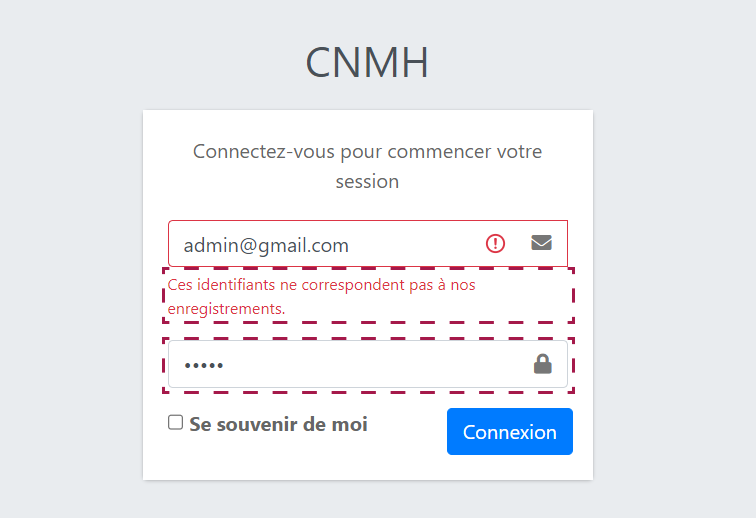 CNMH
Connectez-vous pour commencer votre
session
admin@gmail.com
Ces identifiants ne correspondent pas à nos
enregistrements.
•••••
Se souvenir de moi
Connexion